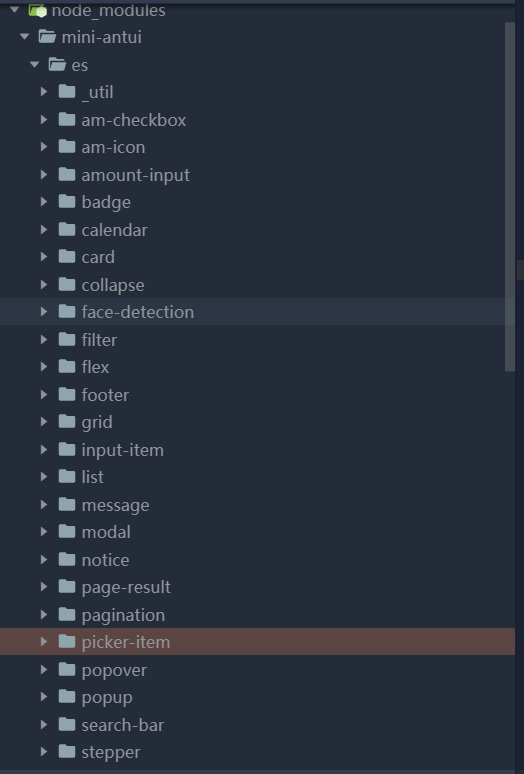 node_modules
mini-antui
es
_util
am-checkbox
am-icon
amount-input
badge
calendar
card
collapse
face-detection
filter
flex
footer
grid
input-item
list
message
modal
notice
page-result
pagination
picker-item
popover
popup
search-bar
stepper